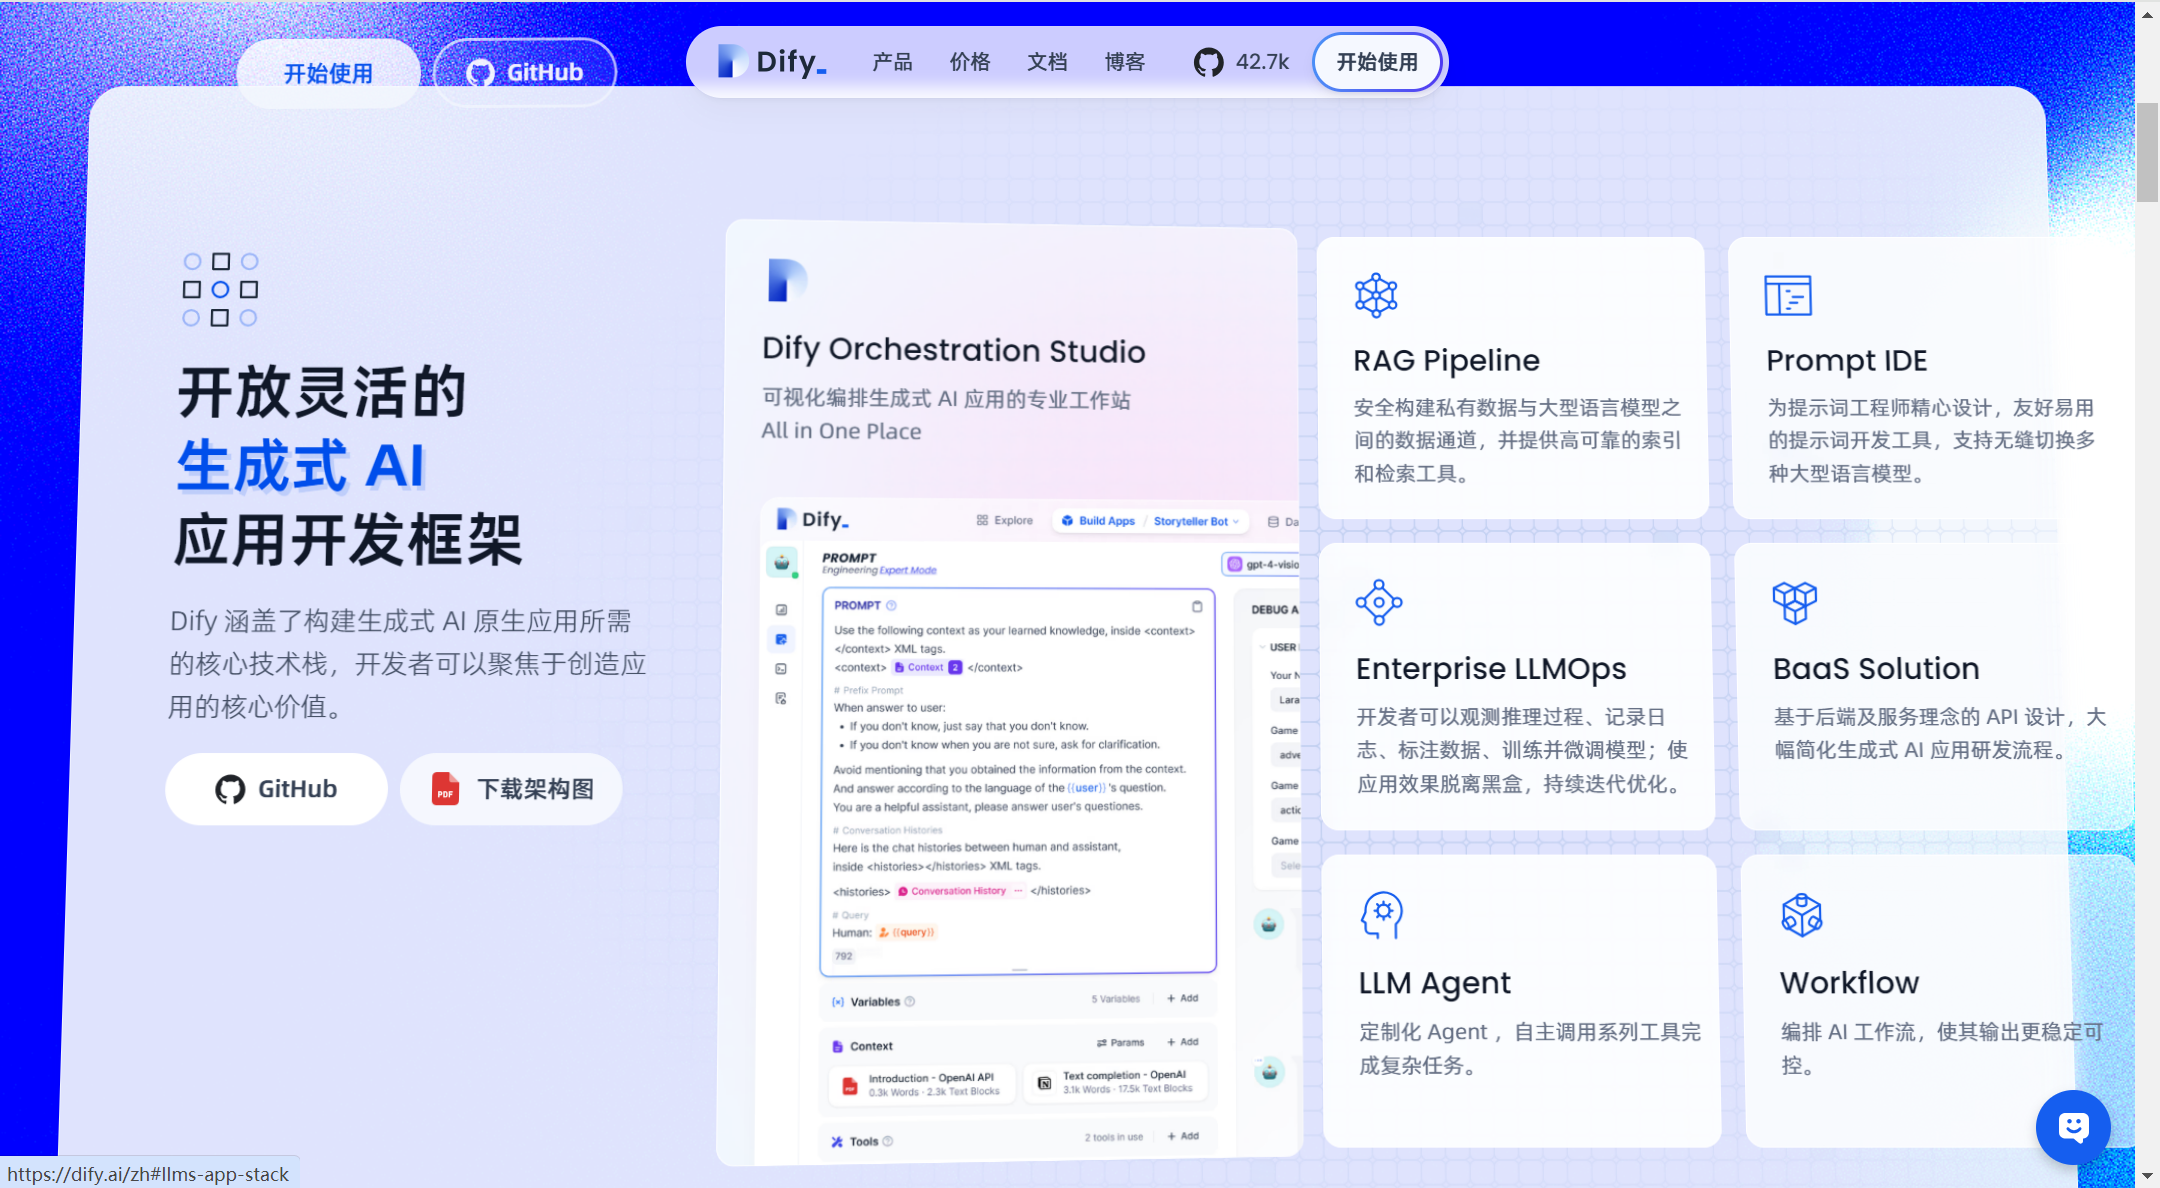 开始使用
GitHub
Dify_
产品
价格
文档
博客
42.7k
开始使用
开放灵活的
生成式 AI
应用开发框架
Dify 涵盖了构建生成式 AI 原生应用所需
的核心技术栈，开发者可以聚焦于创造应
用的核心价值。
GitHub
PDF
下载架构图
Dify Orchestration Studio
可视化编排生成式 AI 应用的专业工作站
All in One Place
Dify_
Explore
Build Apps / Storyteller Bot
Da
PROMPT
Engineering Expert Mode
gpt-4-visio
PROMPT
Use the following context as your learned knowledge, inside <context>
</context> XML tags.
<context> Context 2 </context>
# Prefix Prompt
When answer to user:
• If you don't know, just say that you don't know.
• If you don't know when you are not sure, ask for clarification.
Avoid mentioning that you obtained the information from the context.
And answer according to the language of the {{user}} 's question.
You are a helpful assistant, please answer user's questiones.
# Conversation Histories
Here is the chat histories between human and assistant,
inside <histories></histories> XML tags.
<histories> Conversation History ··· </histories>
# Query
Human: {{query}}
792
DEBUG A
USER
Your N
Lara
Game
adve
Game
actio
Game
Sele
{x} Variables
5 Variables
+ Add
Context
Params
+ Add
Introduction - OpenAI API
0.3k Words · 2.3k Text Blocks
Text completion - OpenAI
3.1k Words · 17.5k Text Blocks
Tools
2 tools in use
+ Add
RAG Pipeline
安全构建私有数据与大型语言模型之
间的数据通道，并提供高可靠的索引
和检索工具。
Prompt IDE
为提示词工程师精心设计，友好易用
的提示词开发工具，支持无缝切换多
种大型语言模型。
Enterprise LLMOps
开发者可以观测推理过程、记录日
志、标注数据、训练并微调模型；使
应用效果脱离黑盒，持续迭代优化。
BaaS Solution
基于后端及服务理念的 API 设计，大
幅简化生成式 AI 应用研发流程。
LLM Agent
定制化 Agent ，自主调用系列工具完
成复杂任务。
Workflow
编排 AI 工作流，使其输出更稳定可
控。
https://dify.ai/zh#llms-app-stack